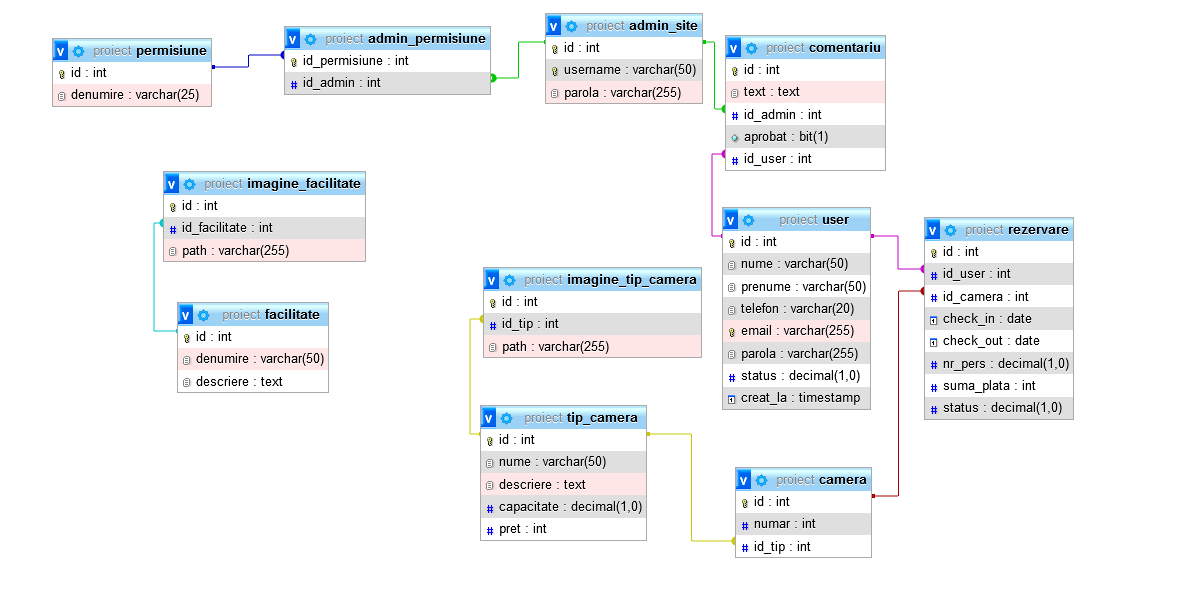 v proiect permisiune
id : int
denumire : varchar(25)
v proiect admin_permisiune
id_permisiune : int
# id_admin : int
v proiect admin_site
id : int
username : varchar(50)
parola : varchar(255)
v proiect comentariu
id : int
text : text
# id_admin : int
aprobat : bit(1)
# id_user : int
v proiect imagine_facilitate
id : int
# id_facilitate : int
path : varchar(255)
v proiect user
id : int
nume : varchar(50)
prenume : varchar(50)
telefon : varchar(20)
email : varchar(255)
parola : varchar(255)
# status : decimal(1,0)
creat_la : timestamp
v proiect rezervare
id : int
# id_user : int
# id_camera : int
check_in : date
check_out : date
# nr_pers : decimal(1,0)
# suma_plata : int
# status : decimal(1,0)
v proiect imagine_tip_camera
id : int
# id_tip : int
path : varchar(255)
v proiect facilitate
id : int
denumire : varchar(50)
descriere : text
v proiect tip_camera
id : int
nume : varchar(50)
descriere : text
# capacitate : decimal(1,0)
# pret : int
v proiect camera
id : int
# numar : int
# id_tip : int